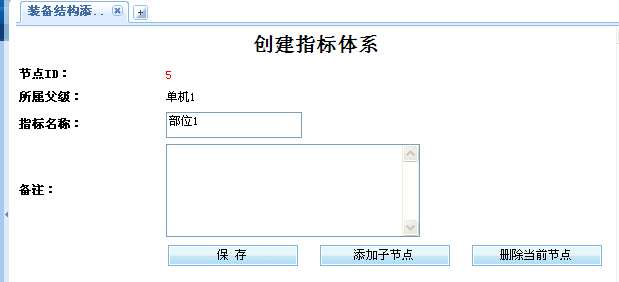 装备结构添..
创建指标体系
节点ID： 5
所属父级： 单机1
指标名称： 部位1
备注：
保 存 添加子节点 删除当前节点